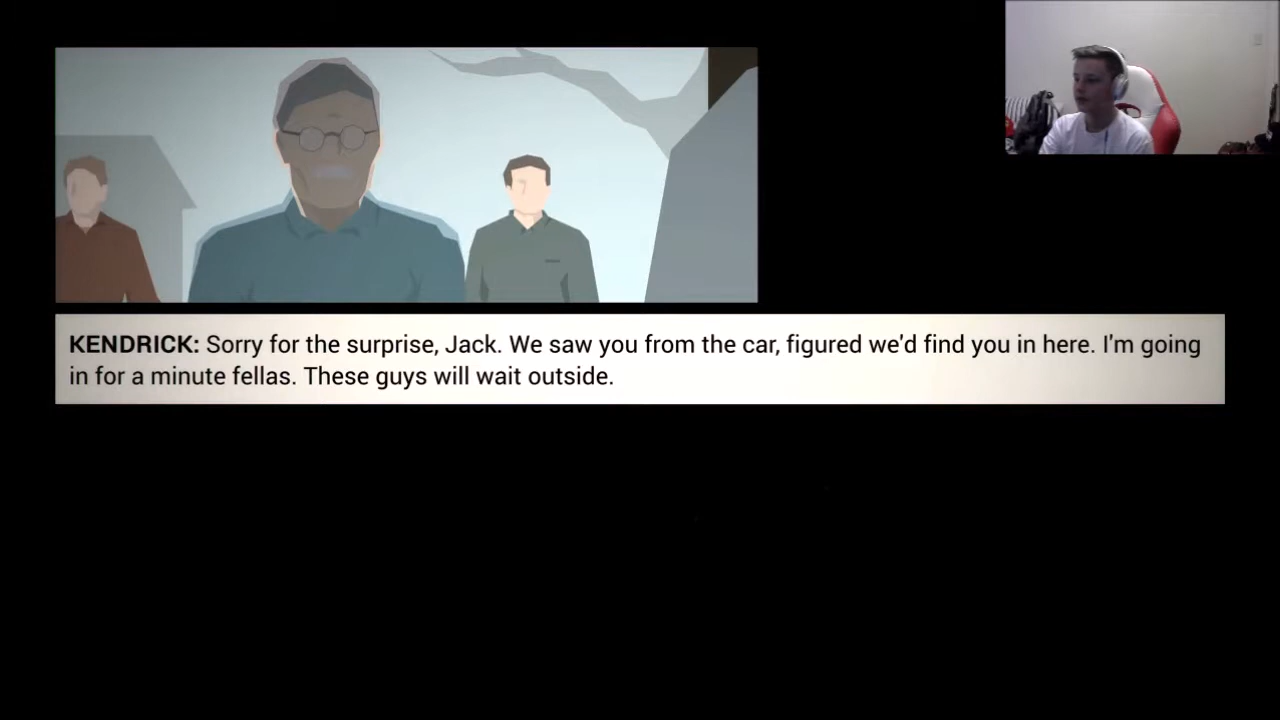 KENDRICK: Sorry for the surprise, Jack. We saw you from the car, figured we'd find you in here. I'm going
in for a minute fellas. These guys will wait outside.